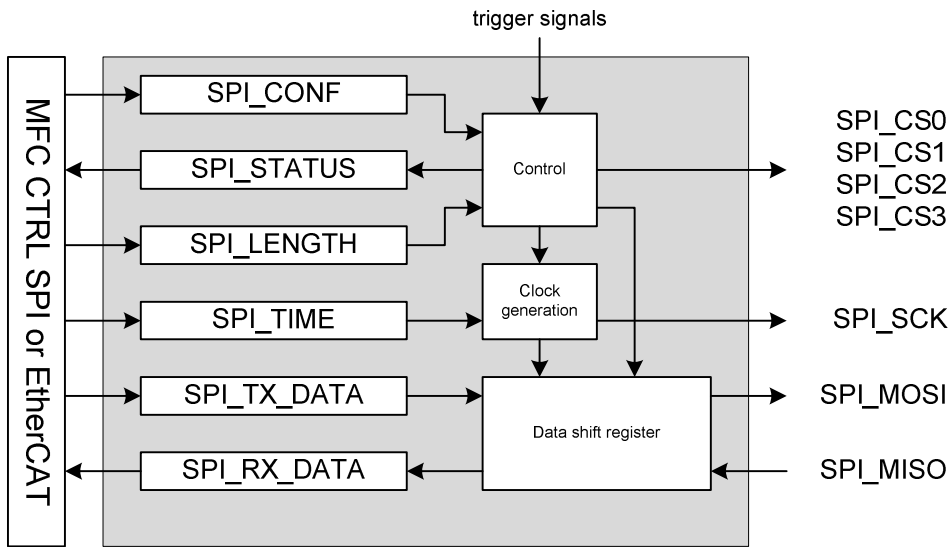 trigger signals
MFC CTRL SPI or EtherCAT
SPI_CONF
SPI_STATUS
SPI_LENGTH
SPI_TIME
SPI_TX_DATA
SPI_RX_DATA
Control
Clock
generation
Data shift register
SPI_CS0
SPI_CS1
SPI_CS2
SPI_CS3
SPI_SCK
SPI_MOSI
SPI_MISO